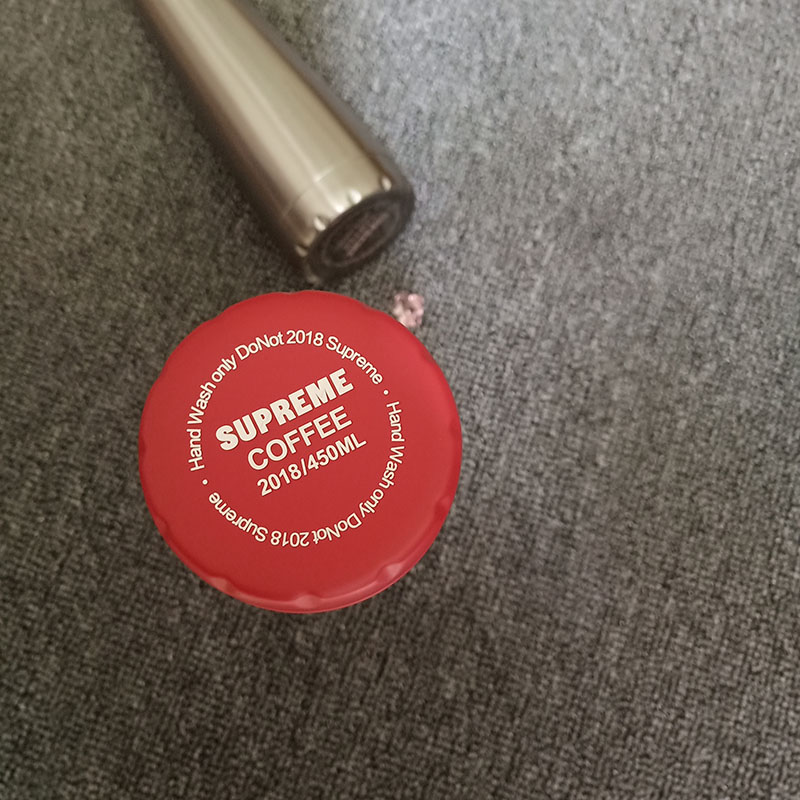 Hand Wash only DoNot 2018 Supreme •
Hand Wash only DoNot 2018 Supreme •
SUPREME
COFFEE
2018/450ML